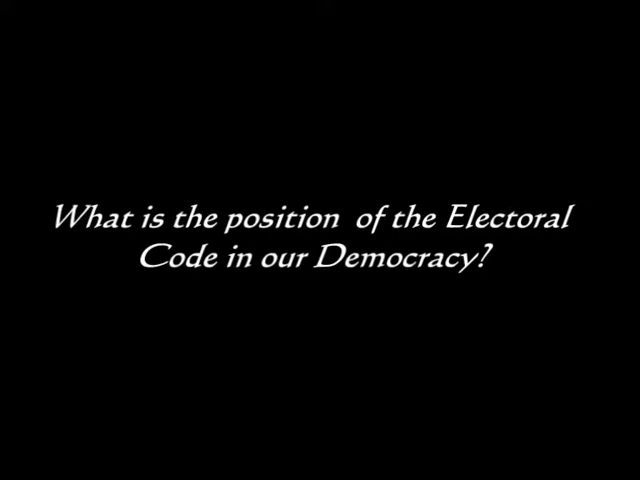 What is the position of the Electoral
Code in our Democracy?